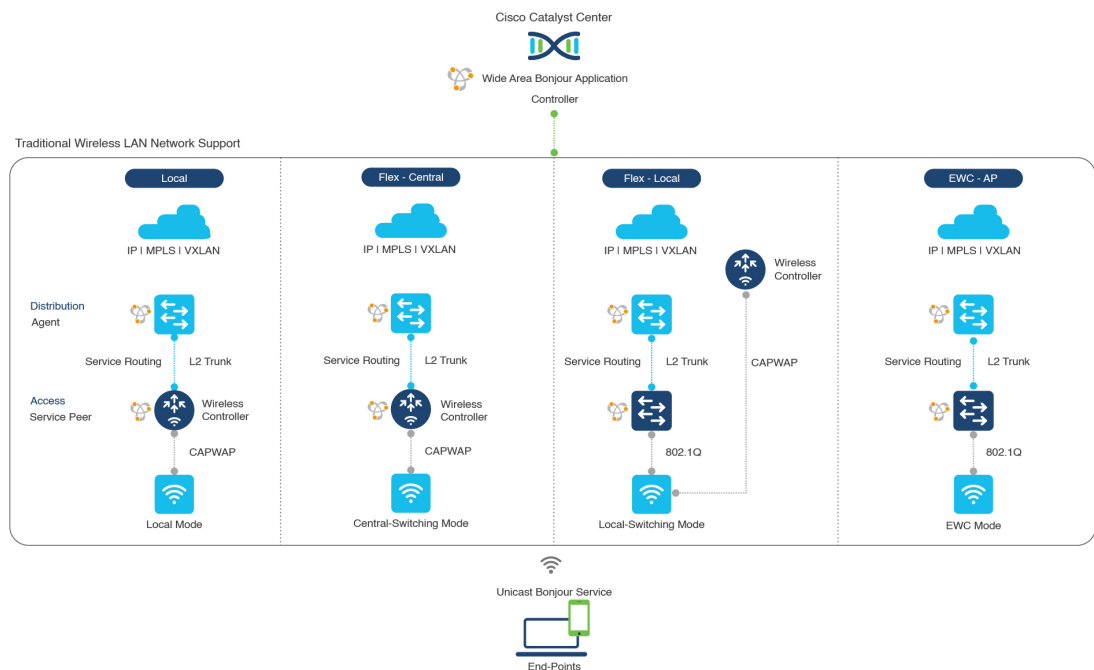 Cisco Catalyst Center
Wide Area Bonjour Application
Controller
Traditional Wireless LAN Network Support
Local
Flex - Central
Flex - Local
EWC - AP
IP | MPLS | VXLAN
IP | MPLS | VXLAN
IP | MPLS | VXLAN
IP | MPLS | VXLAN
Wireless
Controller
Distribution
Agent
Service Routing
L2 Trunk
Service Routing
L2 Trunk
Service Routing
L2 Trunk
CAPWAP
Service Routing
L2 Trunk
Access
Service Peer
Wireless
Controller
Wireless
Controller
CAPWAP
CAPWAP
802.1Q
802.1Q
Local Mode
Central-Switching Mode
Local-Switching Mode
EWC Mode
Unicast Bonjour Service
End-Points